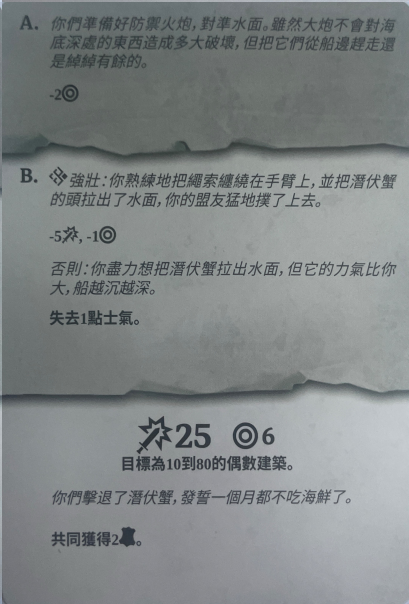 A. 你們準備好防禦火炮，對準水面。雖然大炮不會對海
底深處的東西造成多大破壞，但把它們從船邊趕走還
是綽綽有餘的。
-2
B. 強壯：你熟練地把繩索纏繞在手臂上，並把潛伏蟹
的頭拉出了水面，你的盟友猛地撲了上去。
-5, -1
否則：你盡力想把潛伏蟹拉出水面，但它的力氣比你
大，船越沉越深。
失去1點士氣。
25 6
目標為10到80的偶數建築。
你們擊退了潛伏蟹，發誓一個月都不吃海鮮了。
共同獲得2。